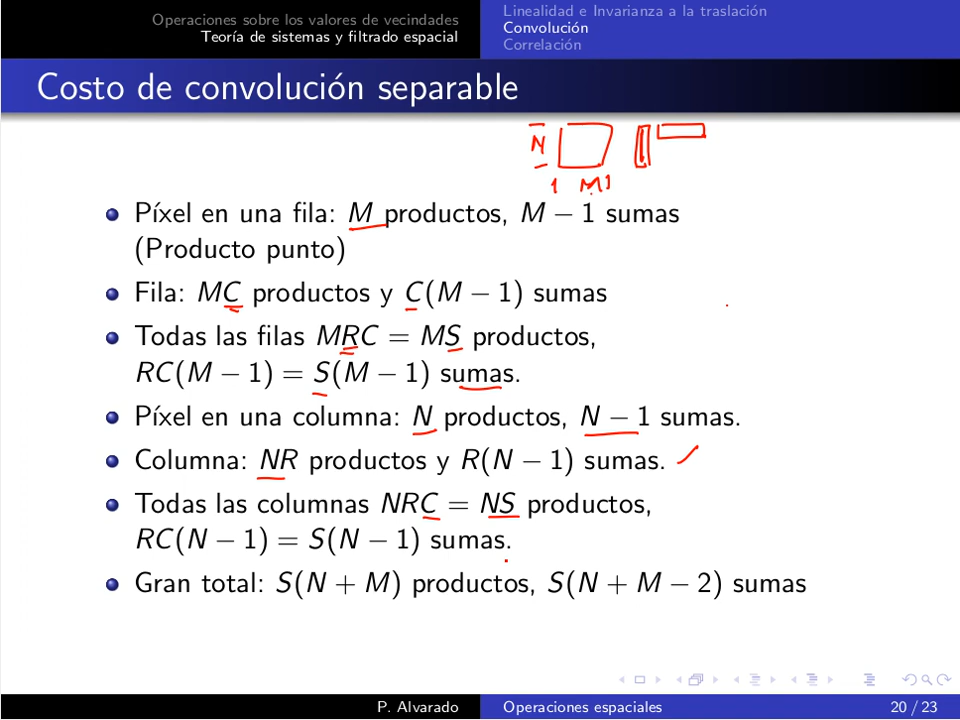 Operaciones sobre los valores de vecindades
Teoría de sistemas y filtrado espacial
Linealidad e Invarianza a la traslación
Convolución
Correlación
Costo de convolución separable
N
1 M1
Píxel en una fila: M productos, M − 1 sumas
(Producto punto)
Fila: MC productos y C(M − 1) sumas
Todas las filas MRC = MS productos,
RC(M − 1) = S(M − 1) sumas.
Píxel en una columna: N productos, N − 1 sumas.
Columna: NR productos y R(N − 1) sumas.
Todas las columnas NRC = NS productos,
RC(N − 1) = S(N − 1) sumas.
Gran total: S(N + M) productos, S(N + M − 2) sumas
P. Alvarado
Operaciones espaciales
20 / 23